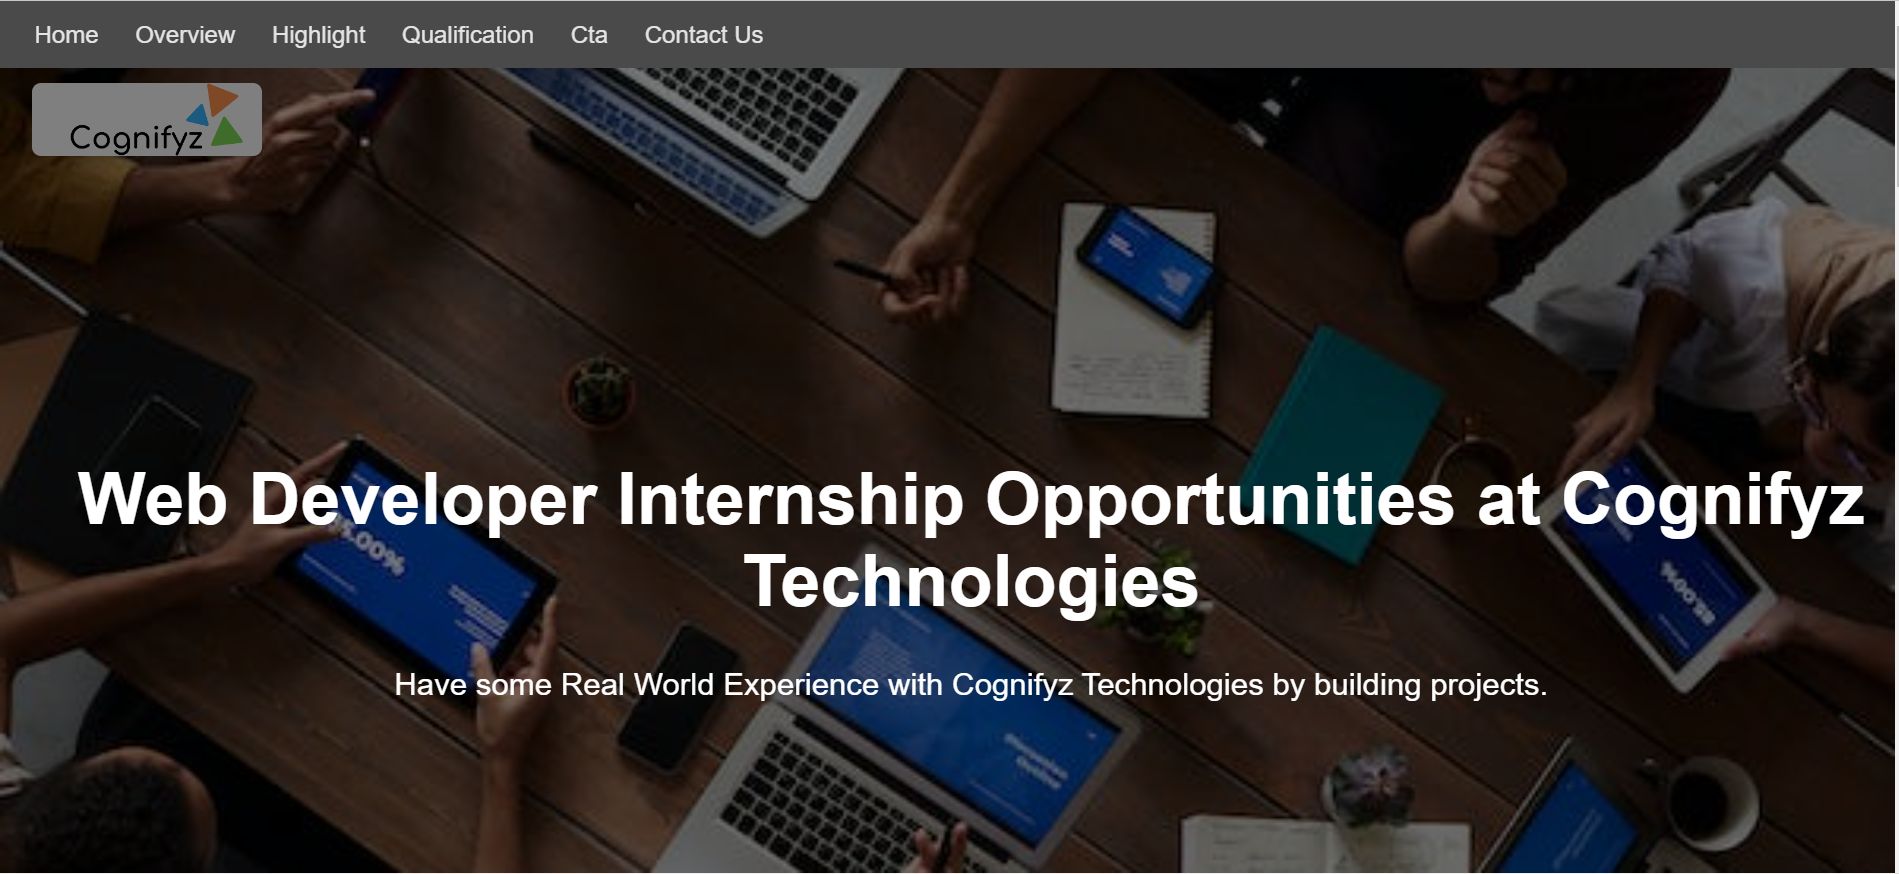 Home Overview Highlight Qualification Cta Contact Us
Cognifyz
Web Developer Internship Opportunities at Cognifyz
Technologies
Have some Real World Experience with Cognifyz Technologies by building projects.